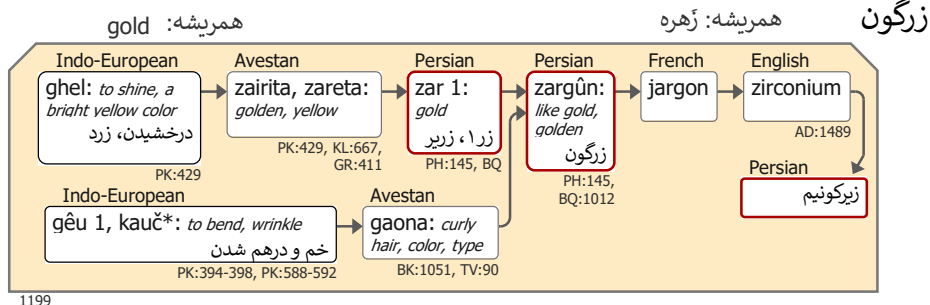 زرگون
همریشه: زَهره
همریشه: gold
Indo-European
ghel: to shine, a
bright yellow color
درخشیدن، زرد
PK:429
Avestan
zairita, zareta:
golden, yellow
PK:429, KL:667,
GR:411
Persian
zar 1:
gold
زر۱، زریر
PH:145, BQ
Persian
zargûn:
like gold,
golden
زرگون
PH:145,
BQ:1012
French
jargon
English
zirconium
AD:1489
Persian
زیرکونیم
Indo-European
gêu 1, kauč*: to bend, wrinkle
خم و درهم شدن
PK:394-398, PK:588-592
Avestan
gaona: curly
hair, color, type
BK:1051, TV:90
1199